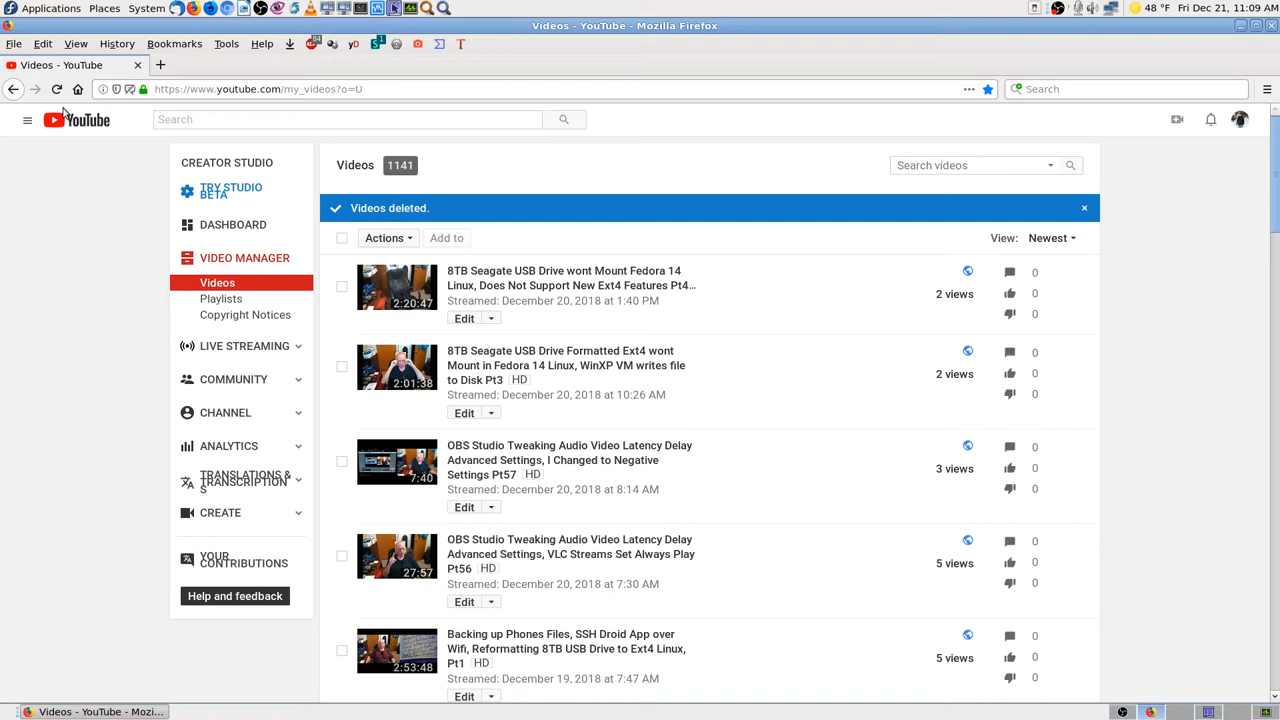 Applications Places System 48 °F Fri Dec 21, 11:09 AM
Videos - YouTube - Mozilla Firefox
File Edit View History Bookmarks Tools Help 84 yD S 1 T
Videos - YouTube × +
https://www.youtube.com/my_videos?o=U Search
YouTube Search
CREATOR STUDIO
TRY STUDIO
BETA
DASHBOARD
VIDEO MANAGER
Videos
Playlists
Copyright Notices
LIVE STREAMING
COMMUNITY
CHANNEL
ANALYTICS
TRANSLATIONS &
TRANSCRIPTION
S
CREATE
YOUR
CONTRIBUTIONS
Help and feedback
Videos 1141 Search videos
Videos deleted. ×
Actions Add to View: Newest
2:20:47
8TB Seagate USB Drive wont Mount Fedora 14
Linux, Does Not Support New Ext4 Features Pt4...
Streamed: December 20, 2018 at 1:40 PM
Edit
2 views
0
0
0
2:01:38
8TB Seagate USB Drive Formatted Ext4 wont
Mount in Fedora 14 Linux, WinXP VM writes file
to Disk Pt3 HD
Streamed: December 20, 2018 at 10:26 AM
Edit
2 views
0
0
0
7:40
OBS Studio Tweaking Audio Video Latency Delay
Advanced Settings, I Changed to Negative
Settings Pt57 HD
Streamed: December 20, 2018 at 8:14 AM
Edit
3 views
0
0
0
27:57
OBS Studio Tweaking Audio Video Latency Delay
Advanced Settings, VLC Streams Set Always Play
Pt56 HD
Streamed: December 20, 2018 at 7:30 AM
Edit
5 views
0
0
0
2:53:48
Backing up Phones Files, SSH Droid App over
Wifi, Reformatting 8TB USB Drive to Ext4 Linux,
Pt1 HD
Streamed: December 19, 2018 at 7:47 AM
Edit
5 views
0
0
0
Videos - YouTube - Mozi...